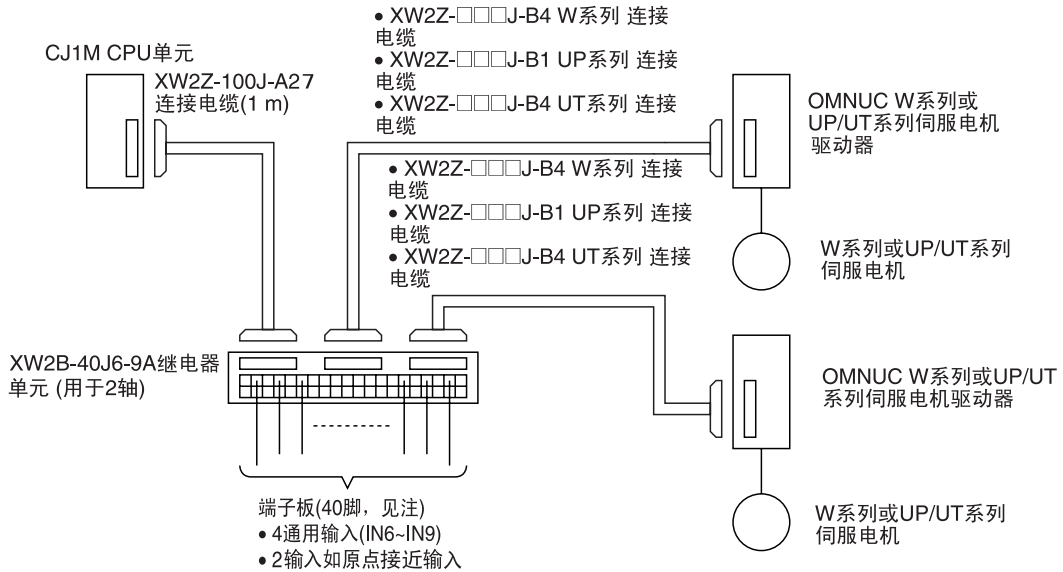 ● XW2Z-□□□J-B4 W系列 连接
电缆
● XW2Z-□□□J-B1 UP系列 连接
电缆
● XW2Z-□□□J-B4 UT系列 连接
电缆
CJ1M CPU单元
XW2Z-100J-A27
连接电缆(1 m)
OMNUC W系列或
UP/UT系列伺服电机
驱动器
● XW2Z-□□□J-B4 W系列 连接
电缆
● XW2Z-□□□J-B1 UP系列 连接
电缆
● XW2Z-□□□J-B4 UT系列 连接
电缆
W系列或UP/UT系列
伺服电机
XW2B-40J6-9A继电器
单元 (用于2轴)
OMNUC W系列或UP/UT
系列伺服电机驱动器
端子板(40脚，见注)
● 4通用输入(IN6~IN9)
● 2输入如原点接近输入
W系列或UP/UT系列
伺服电机